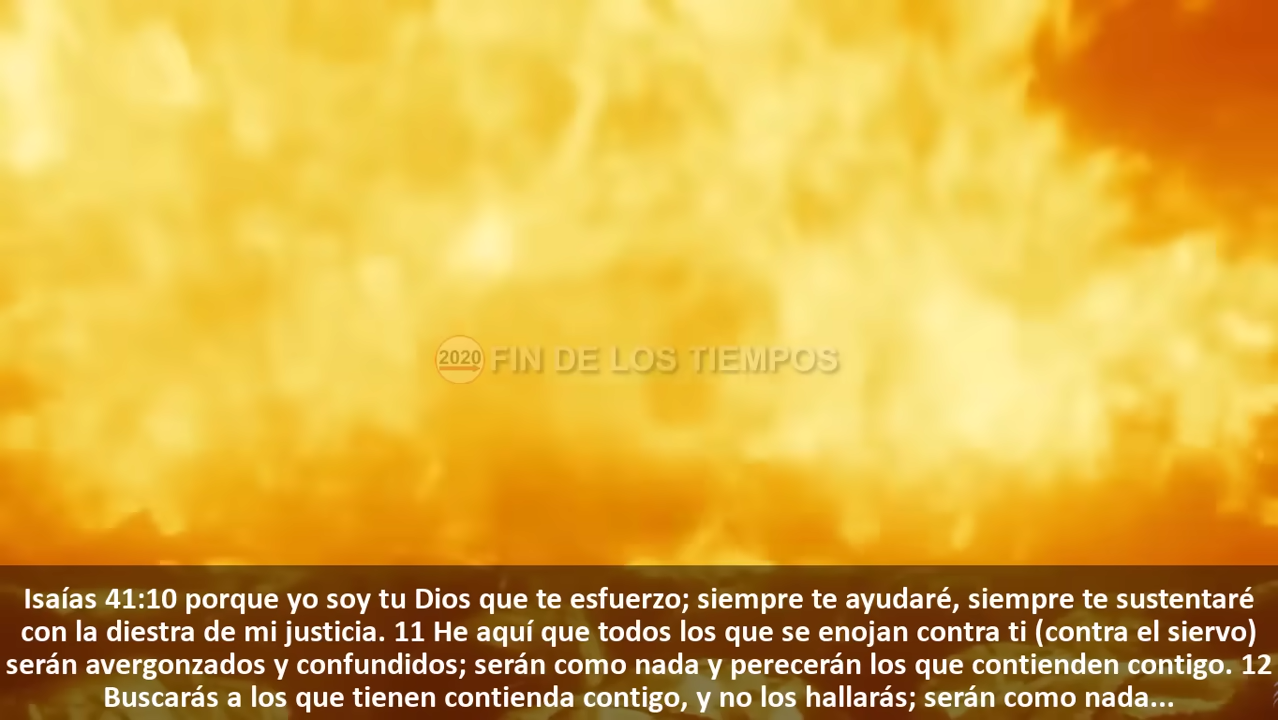 2020 FIN DE LOS TIEMPOS
Isaías 41:10 porque yo soy tu Dios que te esfuerzo; siempre te ayudaré, siempre te sustentaré
con la diestra de mi justicia. 11 He aquí que todos los que se enojan contra ti (contra el siervo)
serán avergonzados y confundidos; serán como nada y perecerán los que contienden contigo. 12
Buscarás a los que tienen contienda contigo, y no los hallarás; serán como nada...